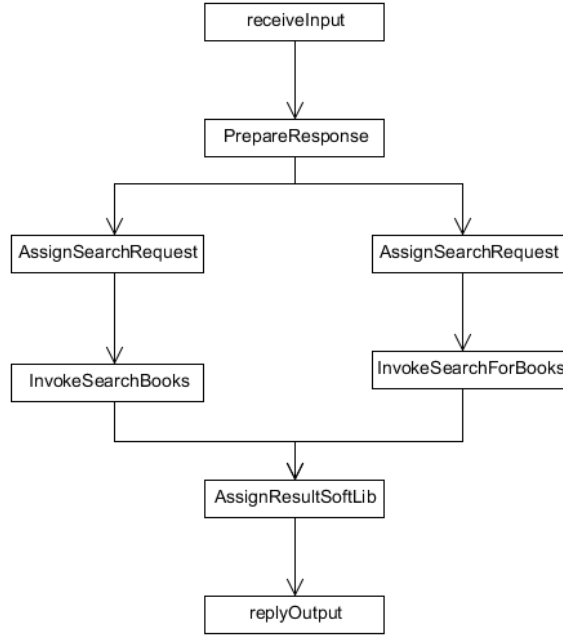 receiveInput
PrepareResponse
AssignSearchRequest
AssignSearchRequest
InvokeSearchBooks
InvokeSearchForBooks
AssignResultSoftLib
replyOutput